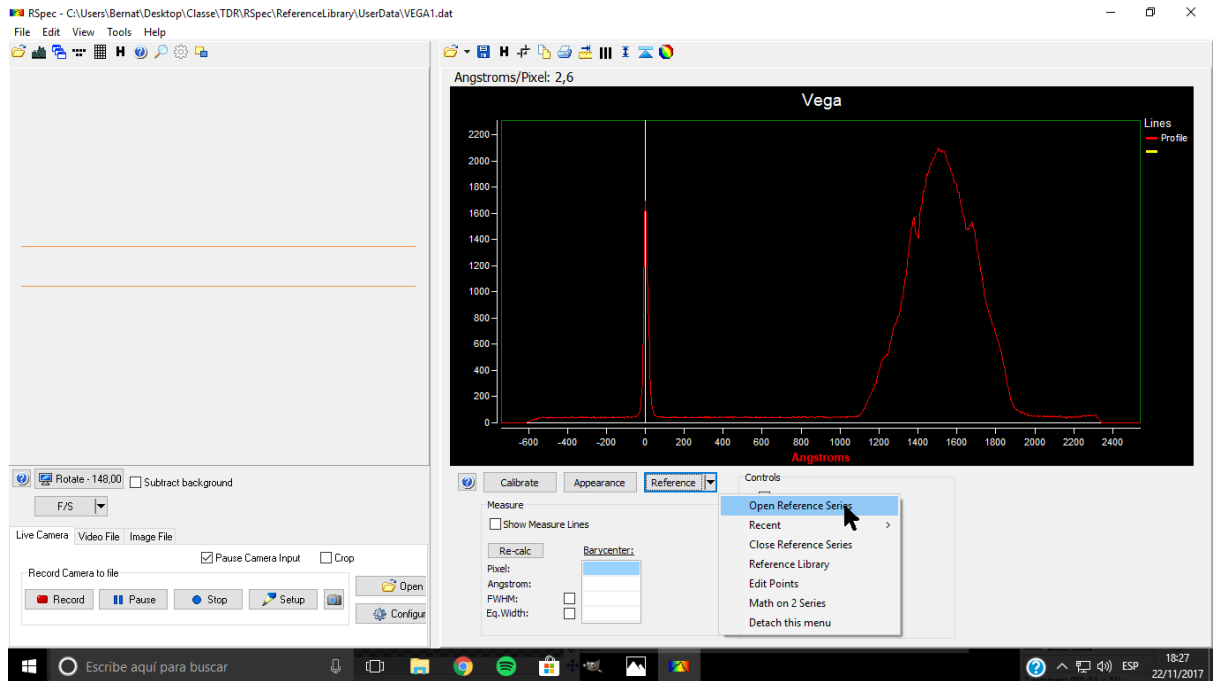 RSpec - C:\Users\Bernat\Desktop\Classe\TDR\RSpec\ReferenceLibrary\UserData\VEGA1.dat
File Edit View Tools Help
H
H
Angstroms/Pixel: 2,6
Vega
Lines
Profile
2200
2000
1800
1600
1400
1200
1000
800
600
400
200
0
-600 -400 -200 0 200 400 600 800 1000 1200 1400 1600 1800 2000 2200 2400
Angstroms
Rotate - 148,00 Subtract background
F/S
Live Camera Video File Image File
Pause Camera Input Crop
Record Camera to file
Record Pause Stop Setup
Open
Configur
Calibrate Appearance Reference
Controls
Measure
Show Measure Lines
Re-calc Barycenter:
Pixel:
Angstrom:
FWHM:
Eq.Width:
Open Reference Series
Recent
Close Reference Series
Reference Library
Edit Points
Math on 2 Series
Detach this menu
Escribe aquí para buscar
ESP
18:27
22/11/2017